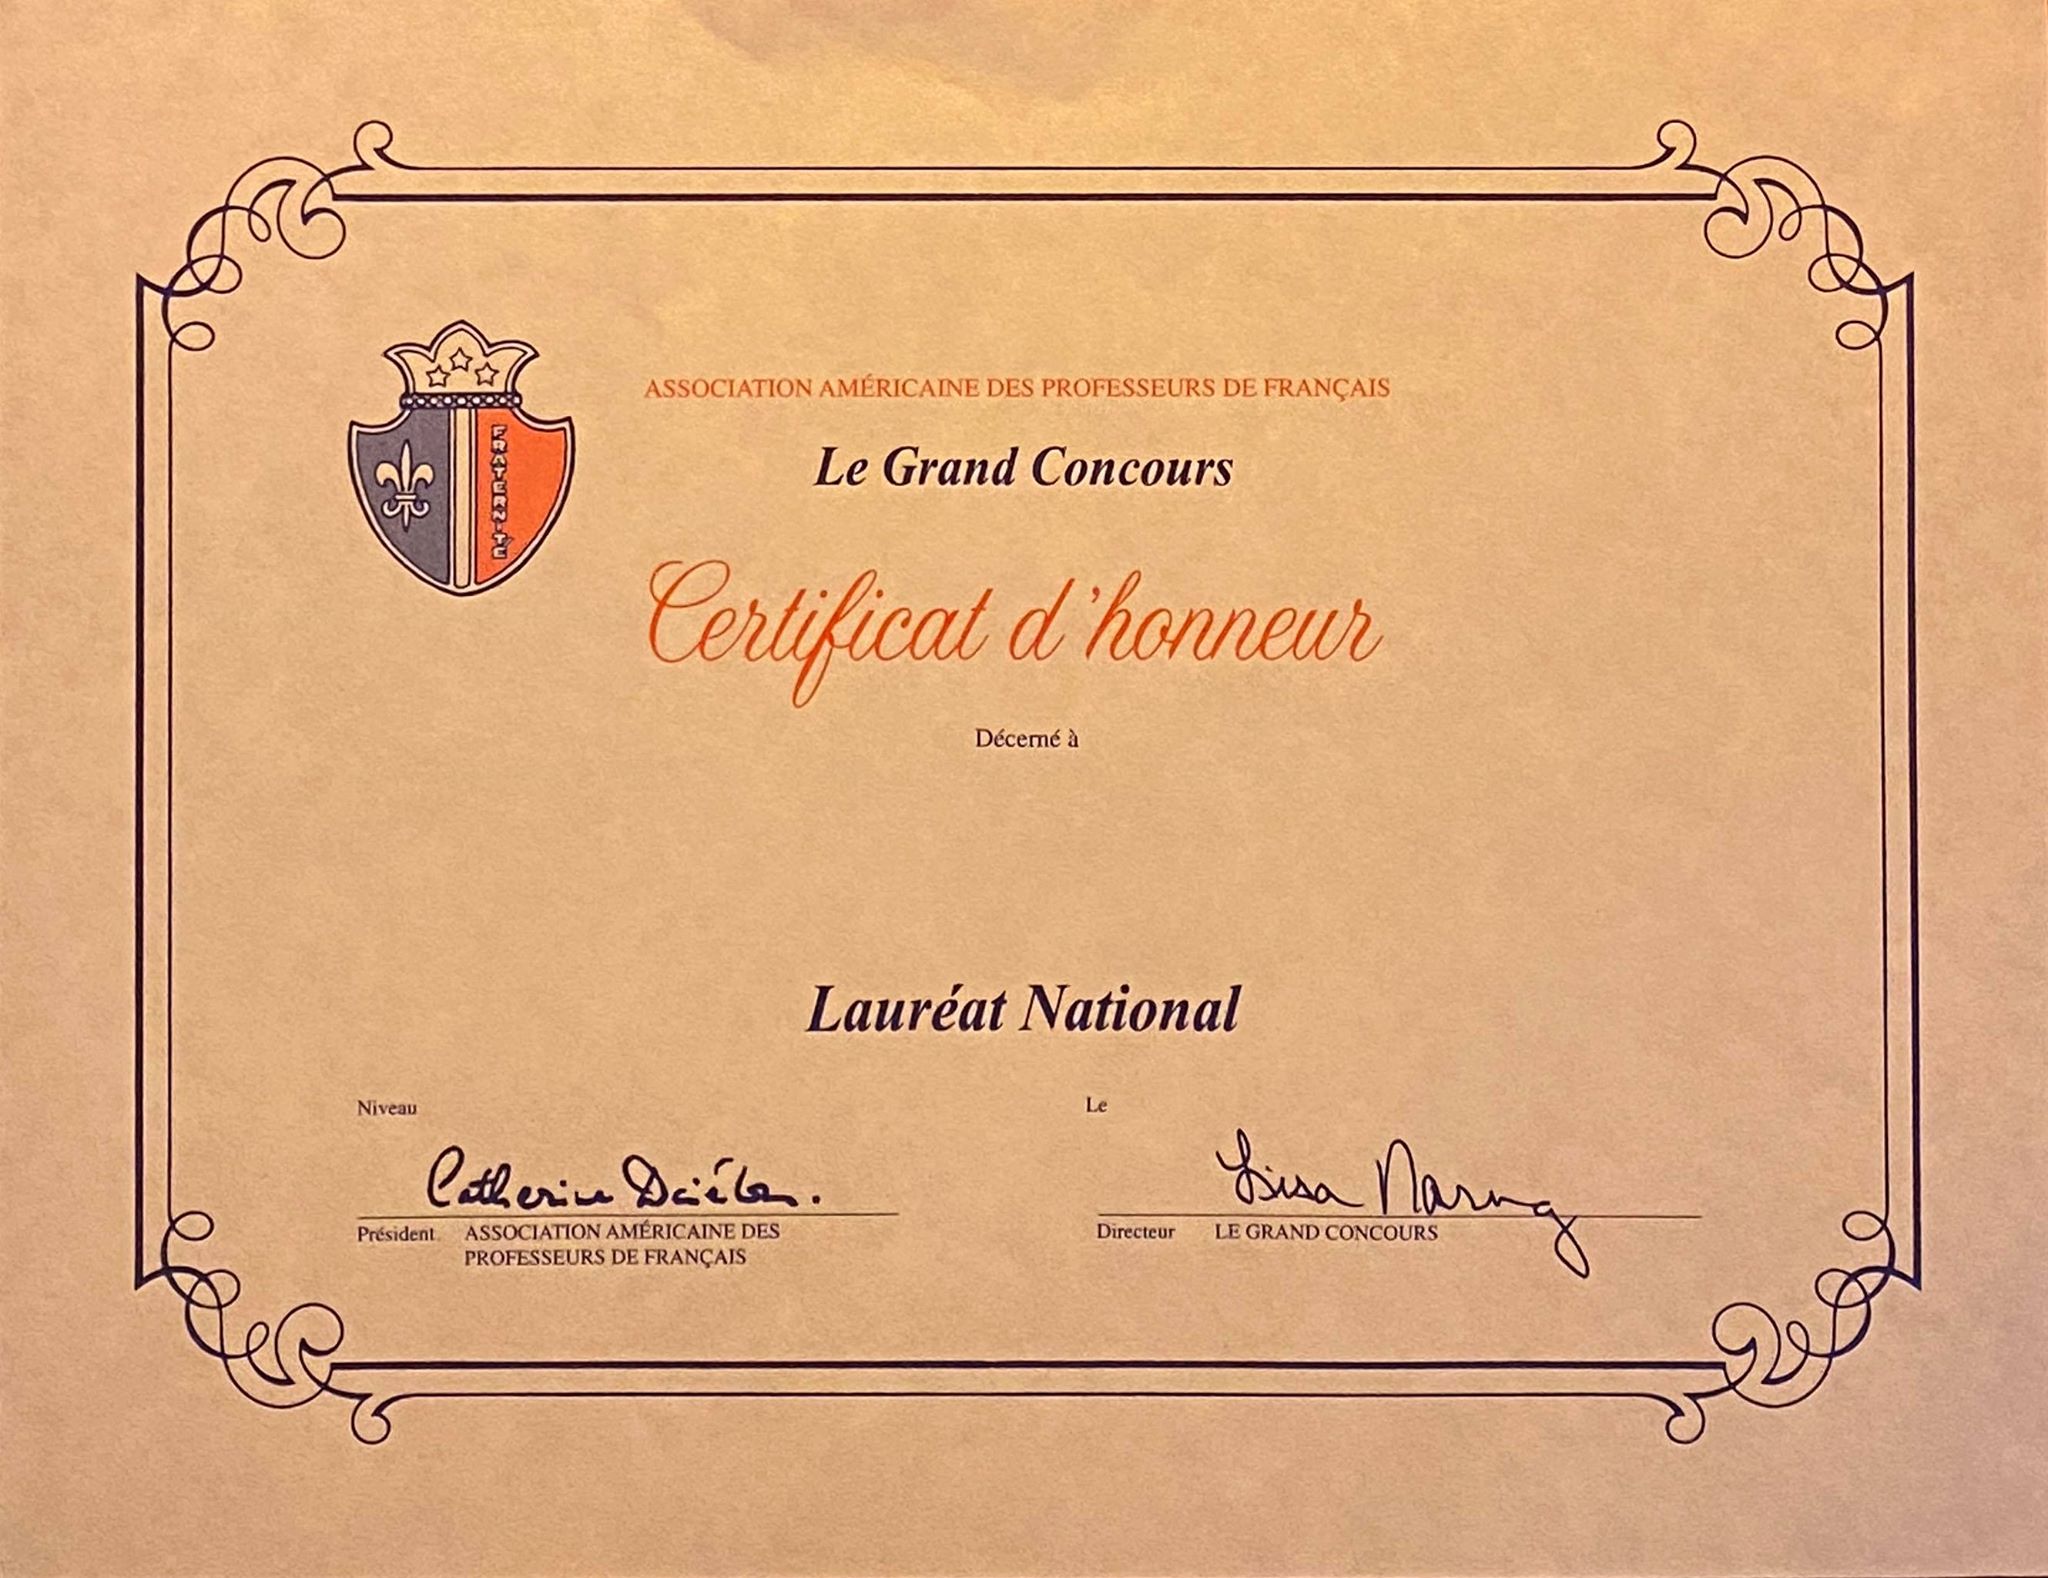 ASSOCIATION AMÉRICAINE DES PROFESSEURS DE FRANÇAIS
FRATERNITÉ
Le Grand Concours
Certificat d'honneur
Décerné à
Lauréat National
Niveau
Le
Catherine
Lisa Narug
Président ASSOCIATION AMÉRICAINE DES
PROFESSEURS DE FRANÇAIS
Directeur LE GRAND CONCOURS